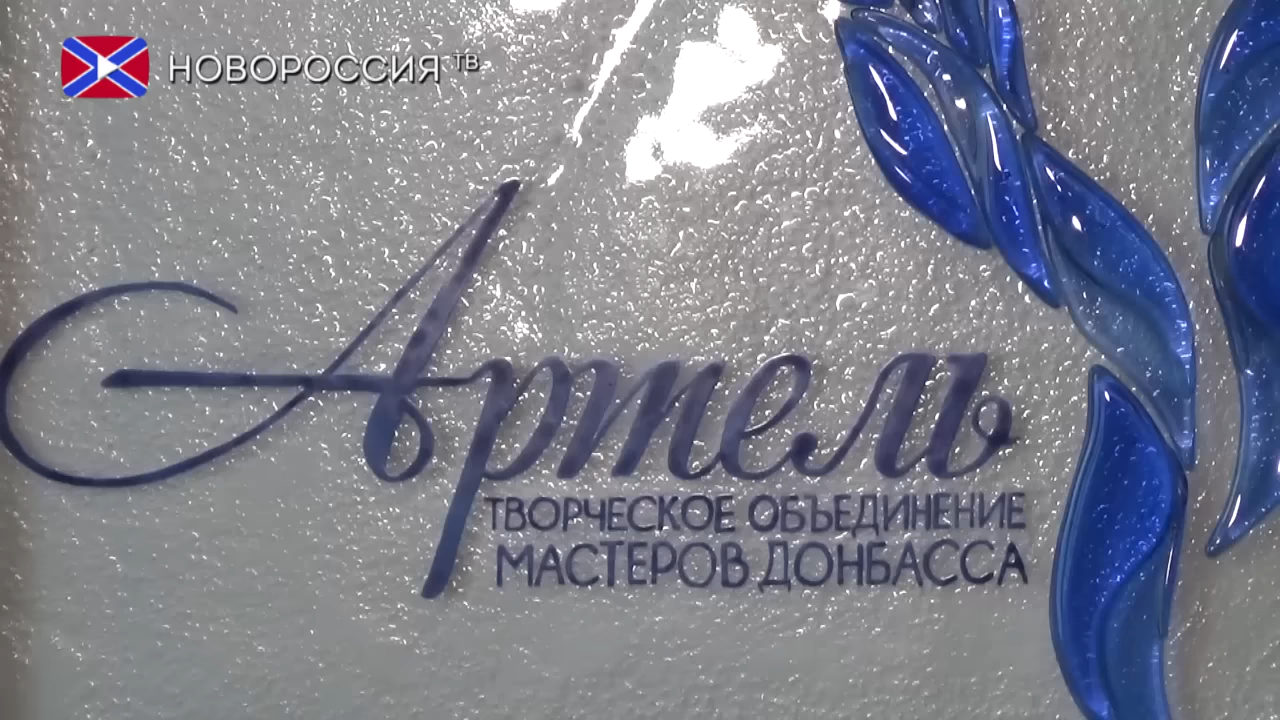 НОВОРОССИЯ ТВ
Артель
ТВОРЧЕСКОЕ ОБЪЕДИНЕНИЕ
МАСТЕРОВ ДОНБАССА